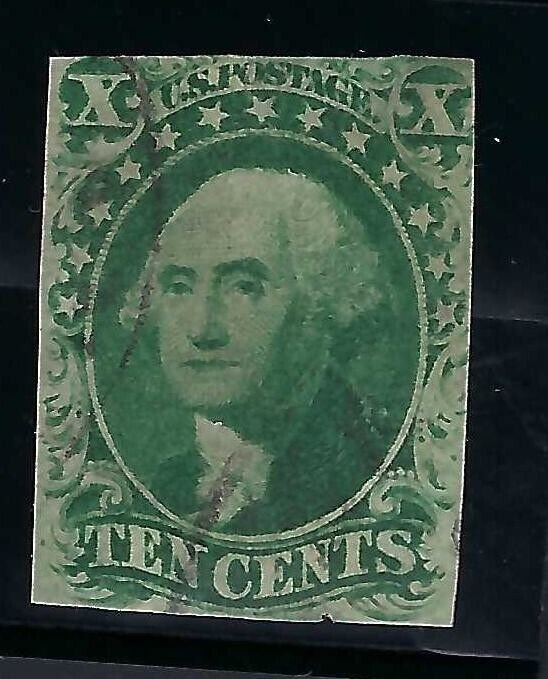 X U.S. POSTAGE. X
TEN CENTS.